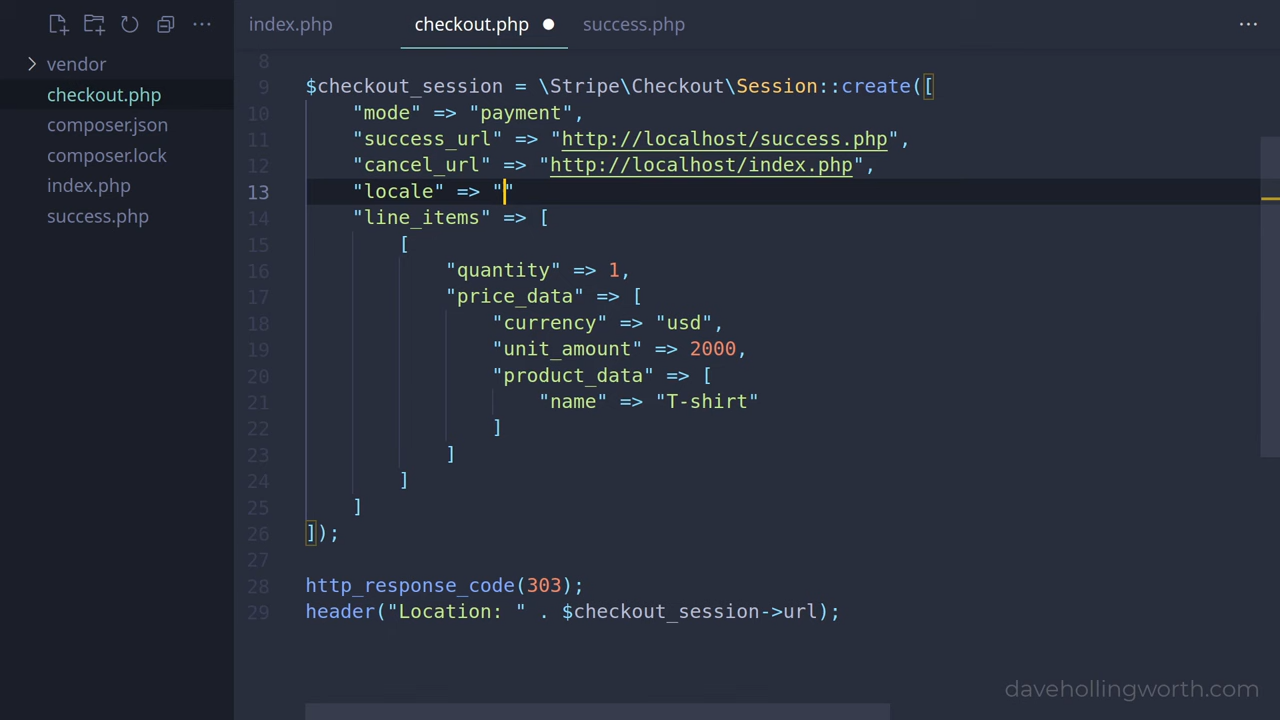 index.php
checkout.php
success.php
vendor
checkout.php
composer.json
composer.lock
index.php
success.php
8
9 $checkout_session = \Stripe\Checkout\Session::create([
10 "mode" => "payment",
11 "success_url" => "http://localhost/success.php",
12 "cancel_url" => "http://localhost/index.php",
13 "locale" => ""
14 "line_items" => [
15 [
16 "quantity" => 1,
17 "price_data" => [
18 "currency" => "usd",
19 "unit_amount" => 2000,
20 "product_data" => [
21 "name" => "T-shirt"
22 ]
23 ]
24 ]
25 ]
26 ]);
27
28 http_response_code(303);
29 header("Location: " . $checkout_session->url);
davehollingworth.com